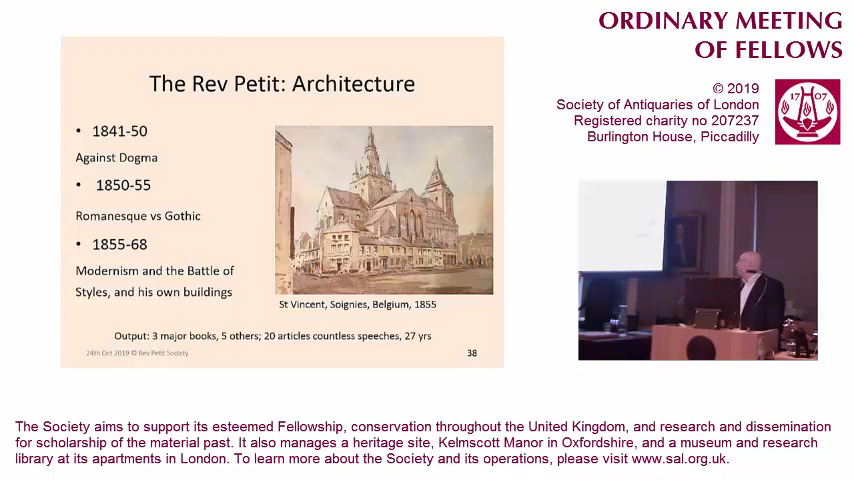 The Rev Petit: Architecture
• 1841-50
Against Dogma
• 1850-55
Romanesque vs Gothic
• 1855-68
Modernism and the Battle of
Styles, and his own buildings
St Vincent, Soignies, Belgium, 1855
Output: 3 major books, 5 others; 20 articles countless speeches, 27 yrs
24th Oct 2019 © Rev Petit Society
38
ORDINARY MEETING
OF FELLOWS
© 2019
Society of Antiquaries of London
Registered charity no 207237
Burlington House, Piccadilly
17 07
The Society aims to support its esteemed Fellowship, conservation throughout the United Kingdom, and research and dissemination
for scholarship of the material past. It also manages a heritage site, Kelmscott Manor in Oxfordshire, and a museum and research
library at its apartments in London. To learn more about the Society and its operations, please visit www.sal.org.uk.